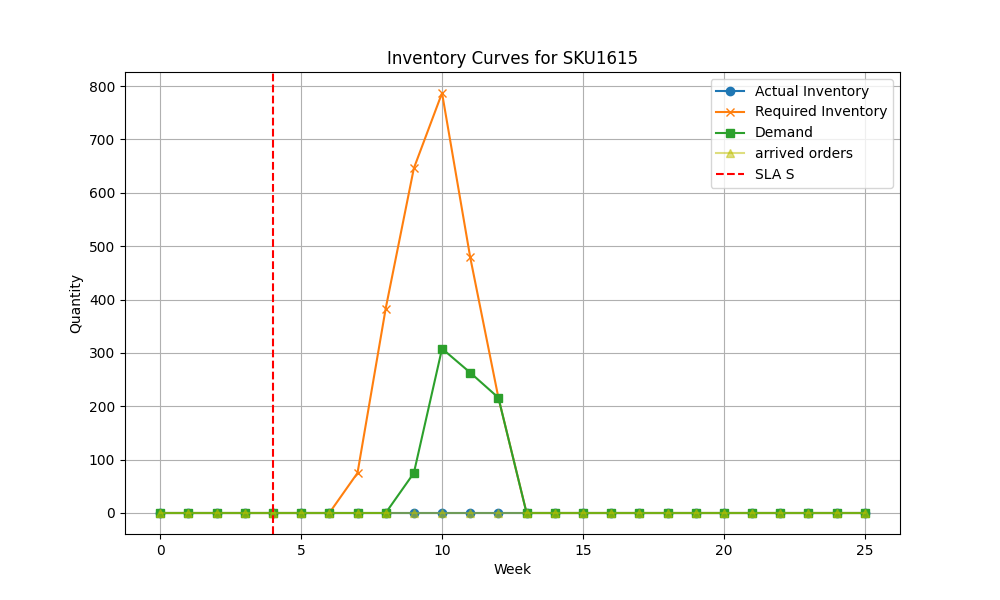 Inventory Curves for SKU1615
Actual Inventory
Required Inventory
Demand
arrived orders
SLA S
800
700
600
500
400
300
200
100
0
Quantity
0 5 10 15 20 25
Week